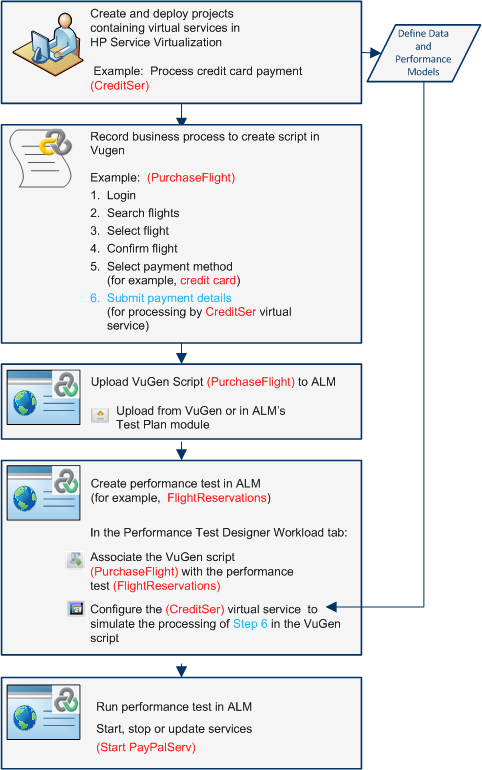 Create and deploy projects
containing virtual services in
HP Service Virtualization
Example: Process credit card payment
(CreditSer)
Define Data
and
Performance
Models
Record business process to create script in
Vugen
Example: (PurchaseFlight)
1. Login
2. Search flights
3. Select flight
4. Confirm flight
5. Select payment method
(for example, credit card)
6. Submit payment details
(for processing by CreditSer virtual
service)
Upload VuGen Script (PurchaseFlight) to ALM
Upload from VuGen or in ALM's
Test Plan module
Create performance test in ALM
(for example, FlightReservations)
In the Performance Test Designer Workload tab:
Associate the VuGen script
(PurchaseFlight) with the performance
test (FlightReservations)
Configure the (CreditSer) virtual service to
simulate the processing of Step 6 in the VuGen
script
Run performance test in ALM
Start, stop or update services
(Start PayPalServ)